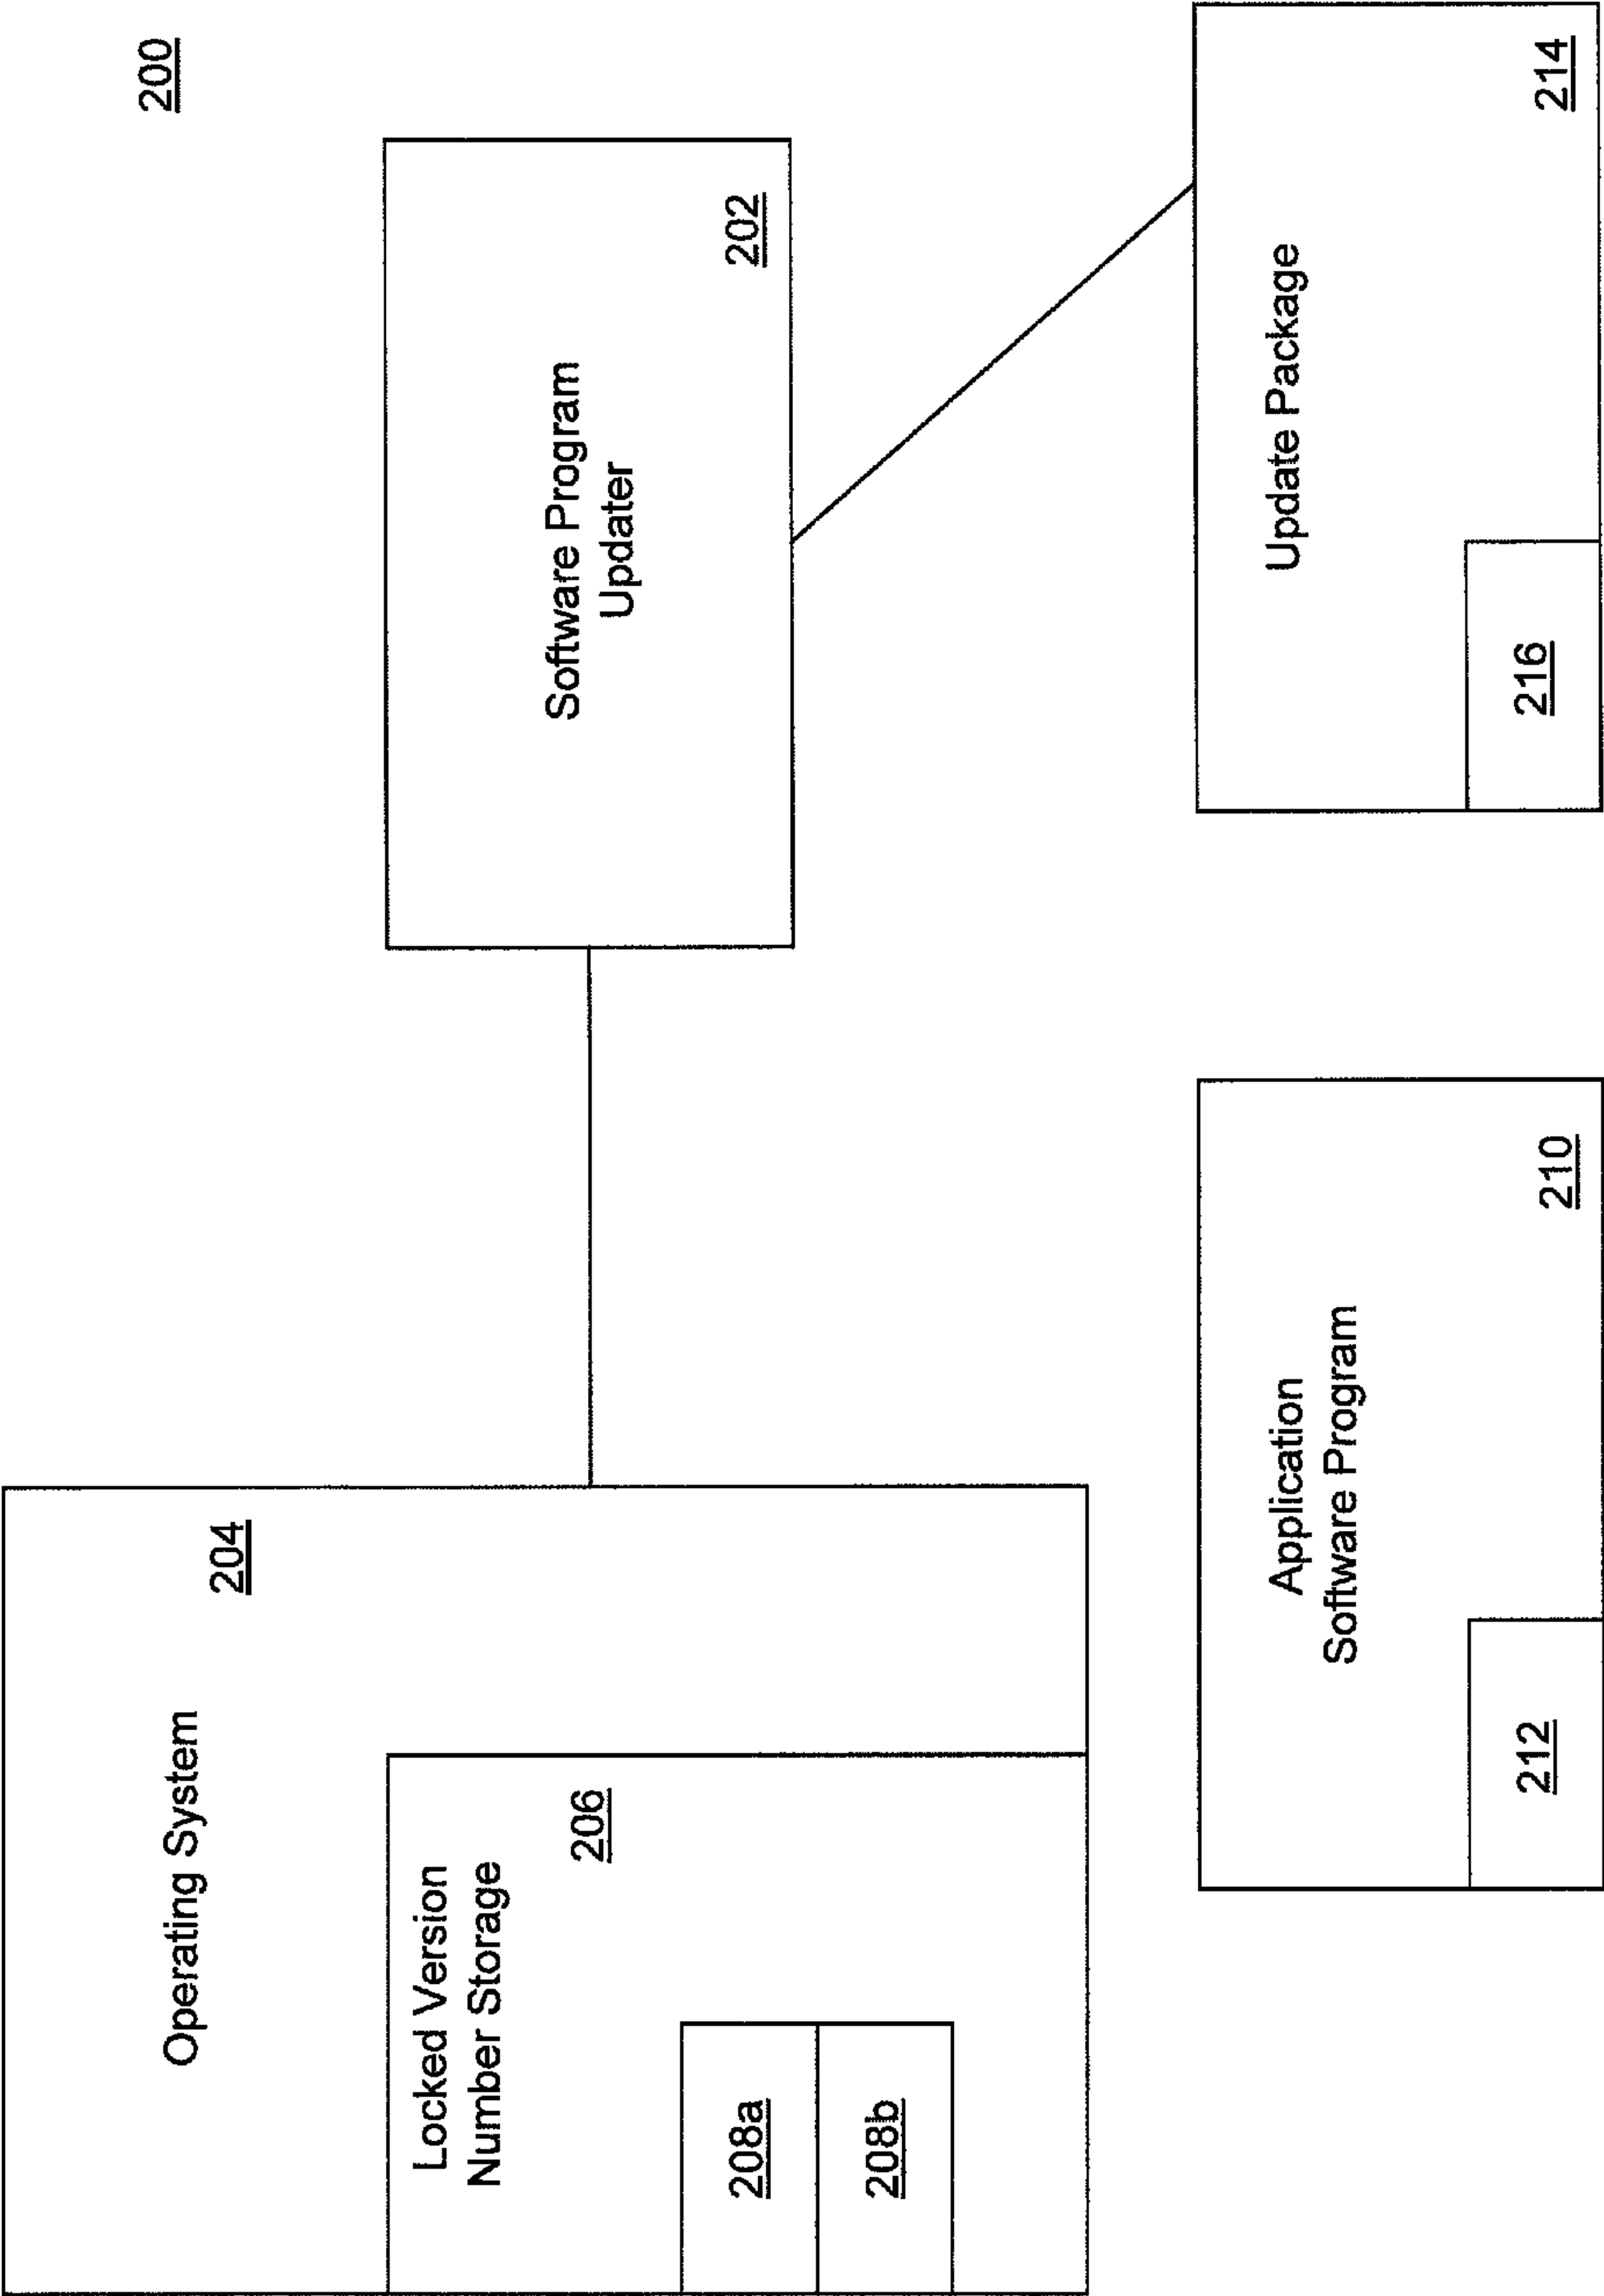 200
Operating System
204
Locked Version
Number Storage
206
208a
208b
Software Program
Updater
202
Application
Software Program
210
212
Update Package
214
216